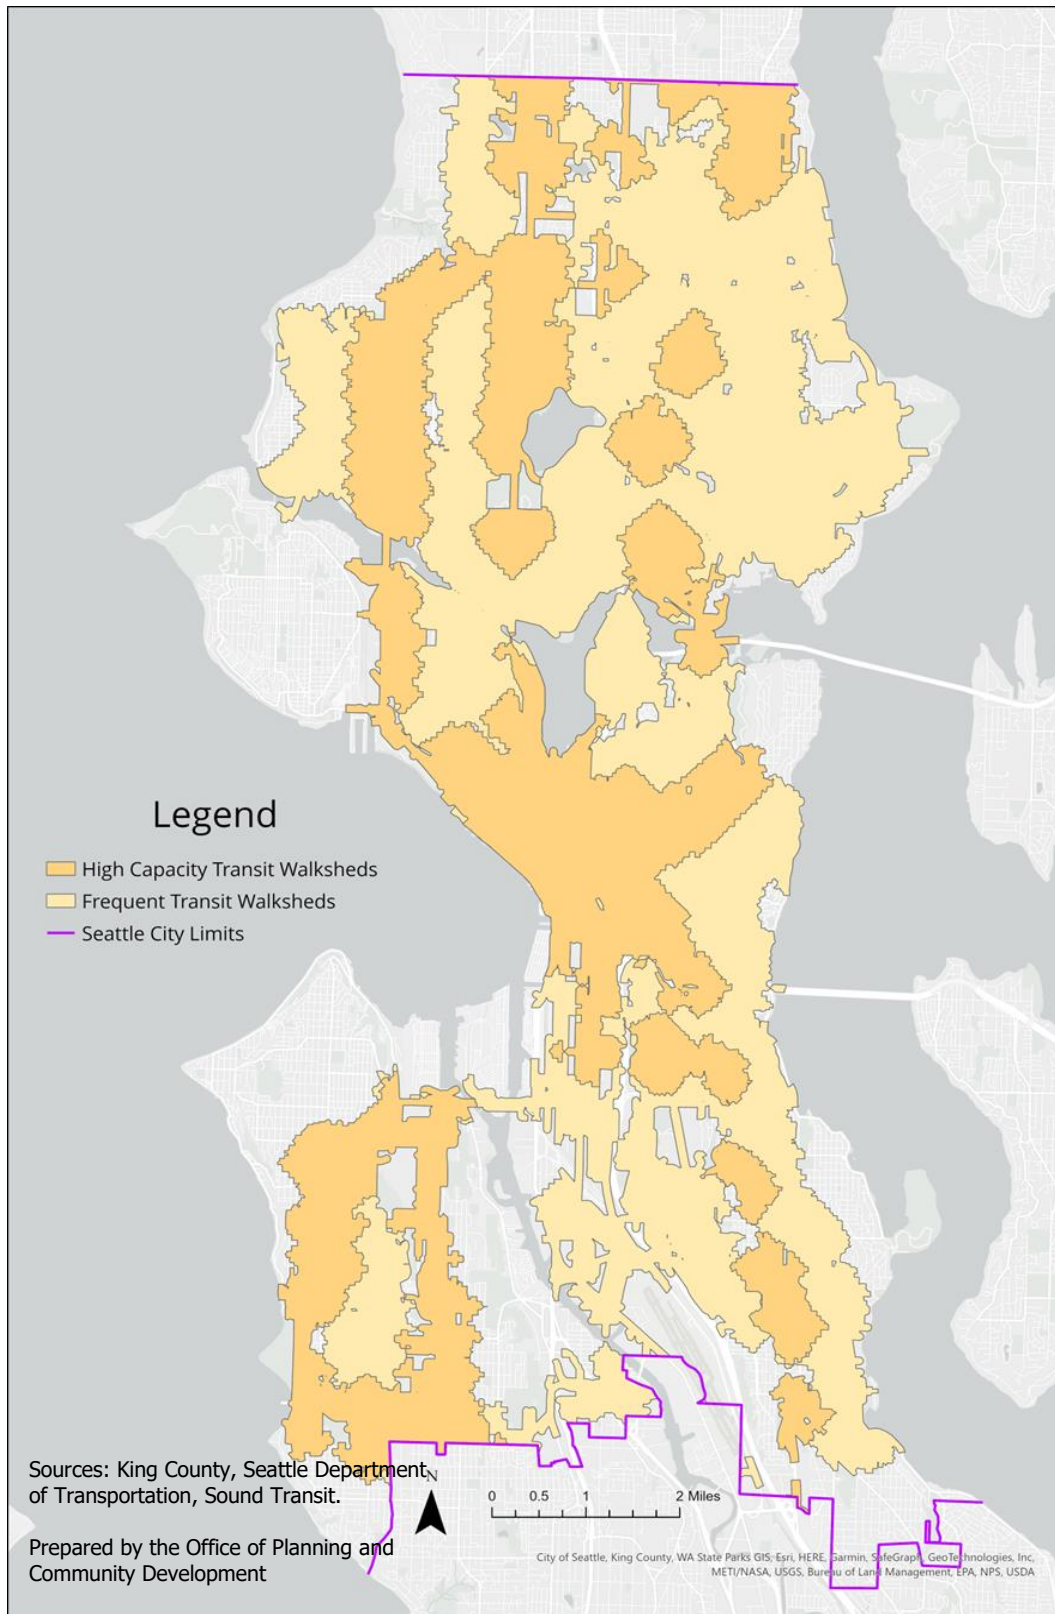 Legend
High Capacity Transit Walksheds
Frequent Transit Walksheds
Seattle City Limits
Sources: King County, Seattle Department
of Transportation, Sound Transit.
N
0 0.5 1 2 Miles
Prepared by the Office of Planning and
Community Development
City of Seattle, King County, WA State Parks GIS, Esri, HERE, Garmin, SafeGraph, GeoTechnologies, Inc,
METI/NASA, USGS, Bureau of Land Management, EPA, NPS, USDA